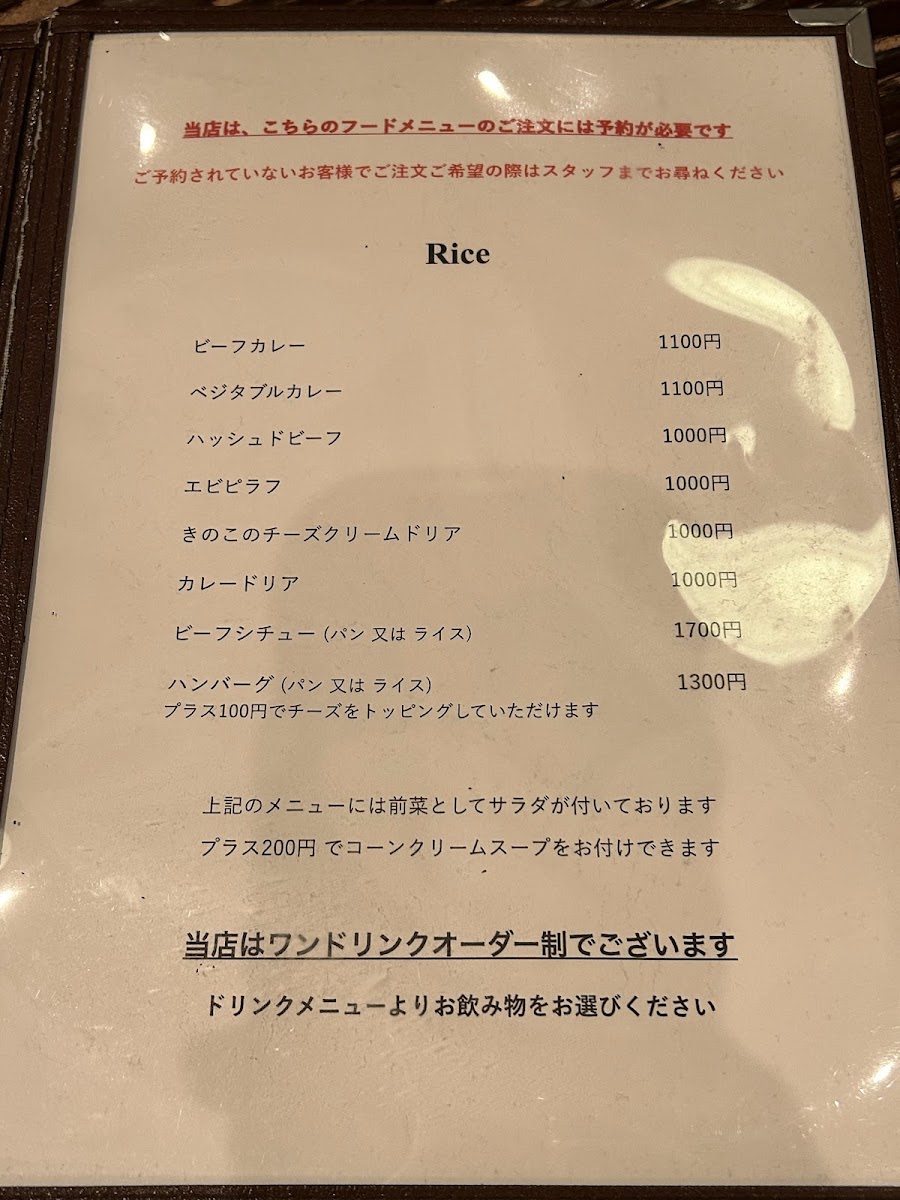 当店は、こちらのフードメニューのご注文には予約が必要です
ご予約されていないお客様でご注文ご希望の際はスタッフまでお尋ねください
Rice
ビーフカレー 1100円
ベジタブルカレー 1100円
ハッシュドビーフ 1000円
エビピラフ 1000円
きのこのチーズクリームドリア 1000円
カレードリア 1000円
ビーフシチュー (パン 又は ライス) 1700円
ハンバーグ (パン 又は ライス) 1300円
プラス100円でチーズをトッピングしていただけます
上記のメニューには前菜としてサラダが付いております
プラス200円 でコーンクリームスープをお付けできます
当店はワンドリンクオーダー制でございます
ドリンクメニューよりお飲み物をお選びください